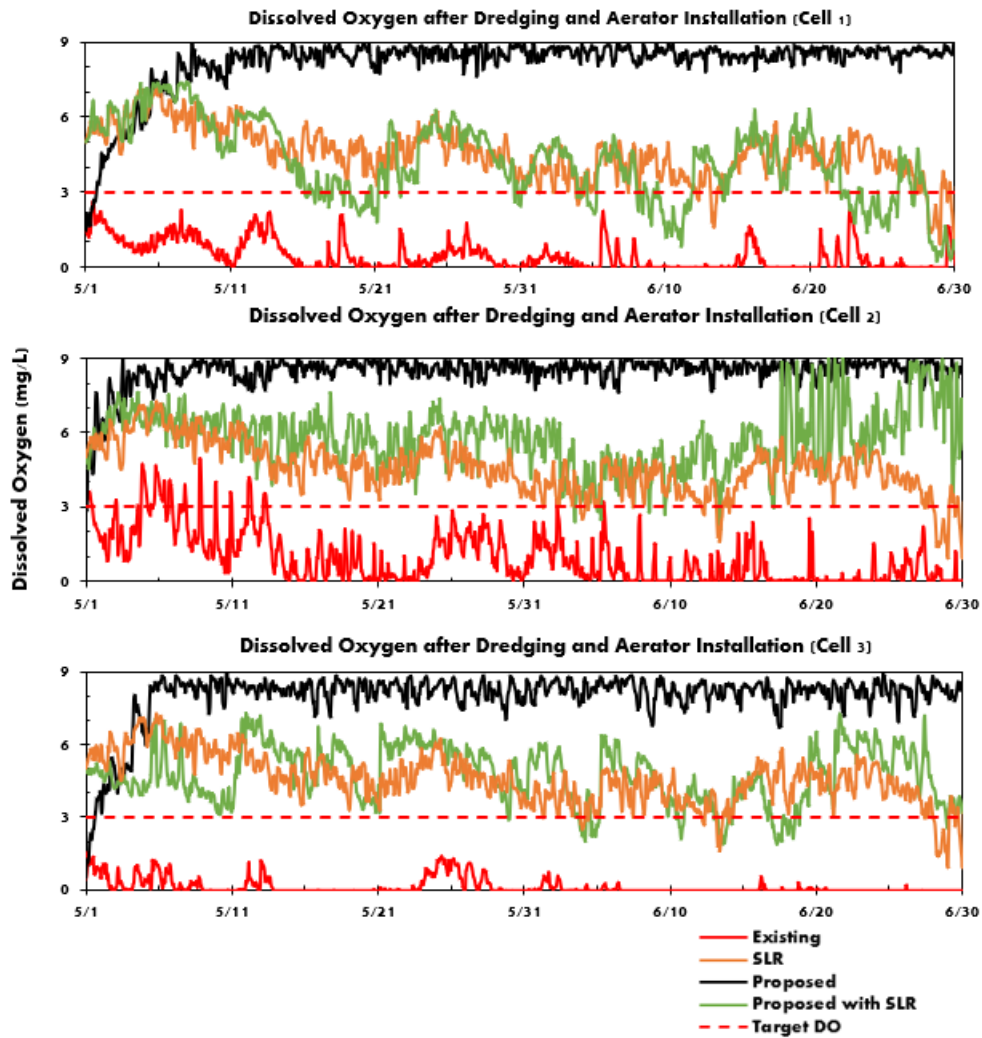 Dissolved Oxygen after Dredging and Aerator Installation (Cell 1)
9
6
3
0
5/1 5/11 5/21 5/31 6/10 6/20 6/30
Dissolved Oxygen after Dredging and Aerator Installation (Cell 2)
Dissolved Oxygen (mg/L)
9
6
3
0
5/1 5/11 5/21 5/31 6/10 6/20 6/30
Dissolved Oxygen after Dredging and Aerator Installation (Cell 3)
9
6
3
0
5/1 5/11 5/21 5/31 6/10 6/20 6/30
Existing
SLR
Proposed
Proposed with SLR
Target DO